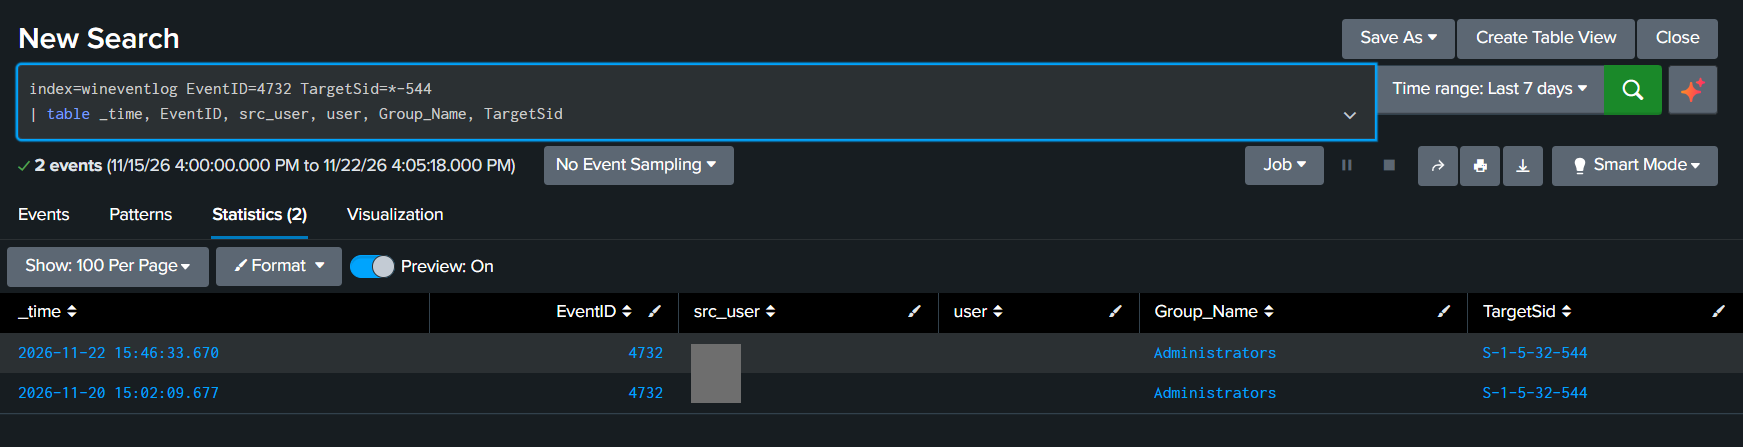 New Search
Save As
Create Table View
Close
index=wineventlog EventID=4732 TargetSid=*-544
| table _time, EventID, src_user, user, Group_Name, TargetSid
Time range: Last 7 days
2 events (11/15/26 4:00:00.000 PM to 11/22/26 4:05:18.000 PM)
No Event Sampling
Job
Smart Mode
Events
Patterns
Statistics (2)
Visualization
Show: 100 Per Page
Format
Preview: On
_time EventID src_user user Group_Name TargetSid
2026-11-22 15:46:33.670 4732 Administrators S-1-5-32-544
2026-11-20 15:02:09.677 4732 Administrators S-1-5-32-544